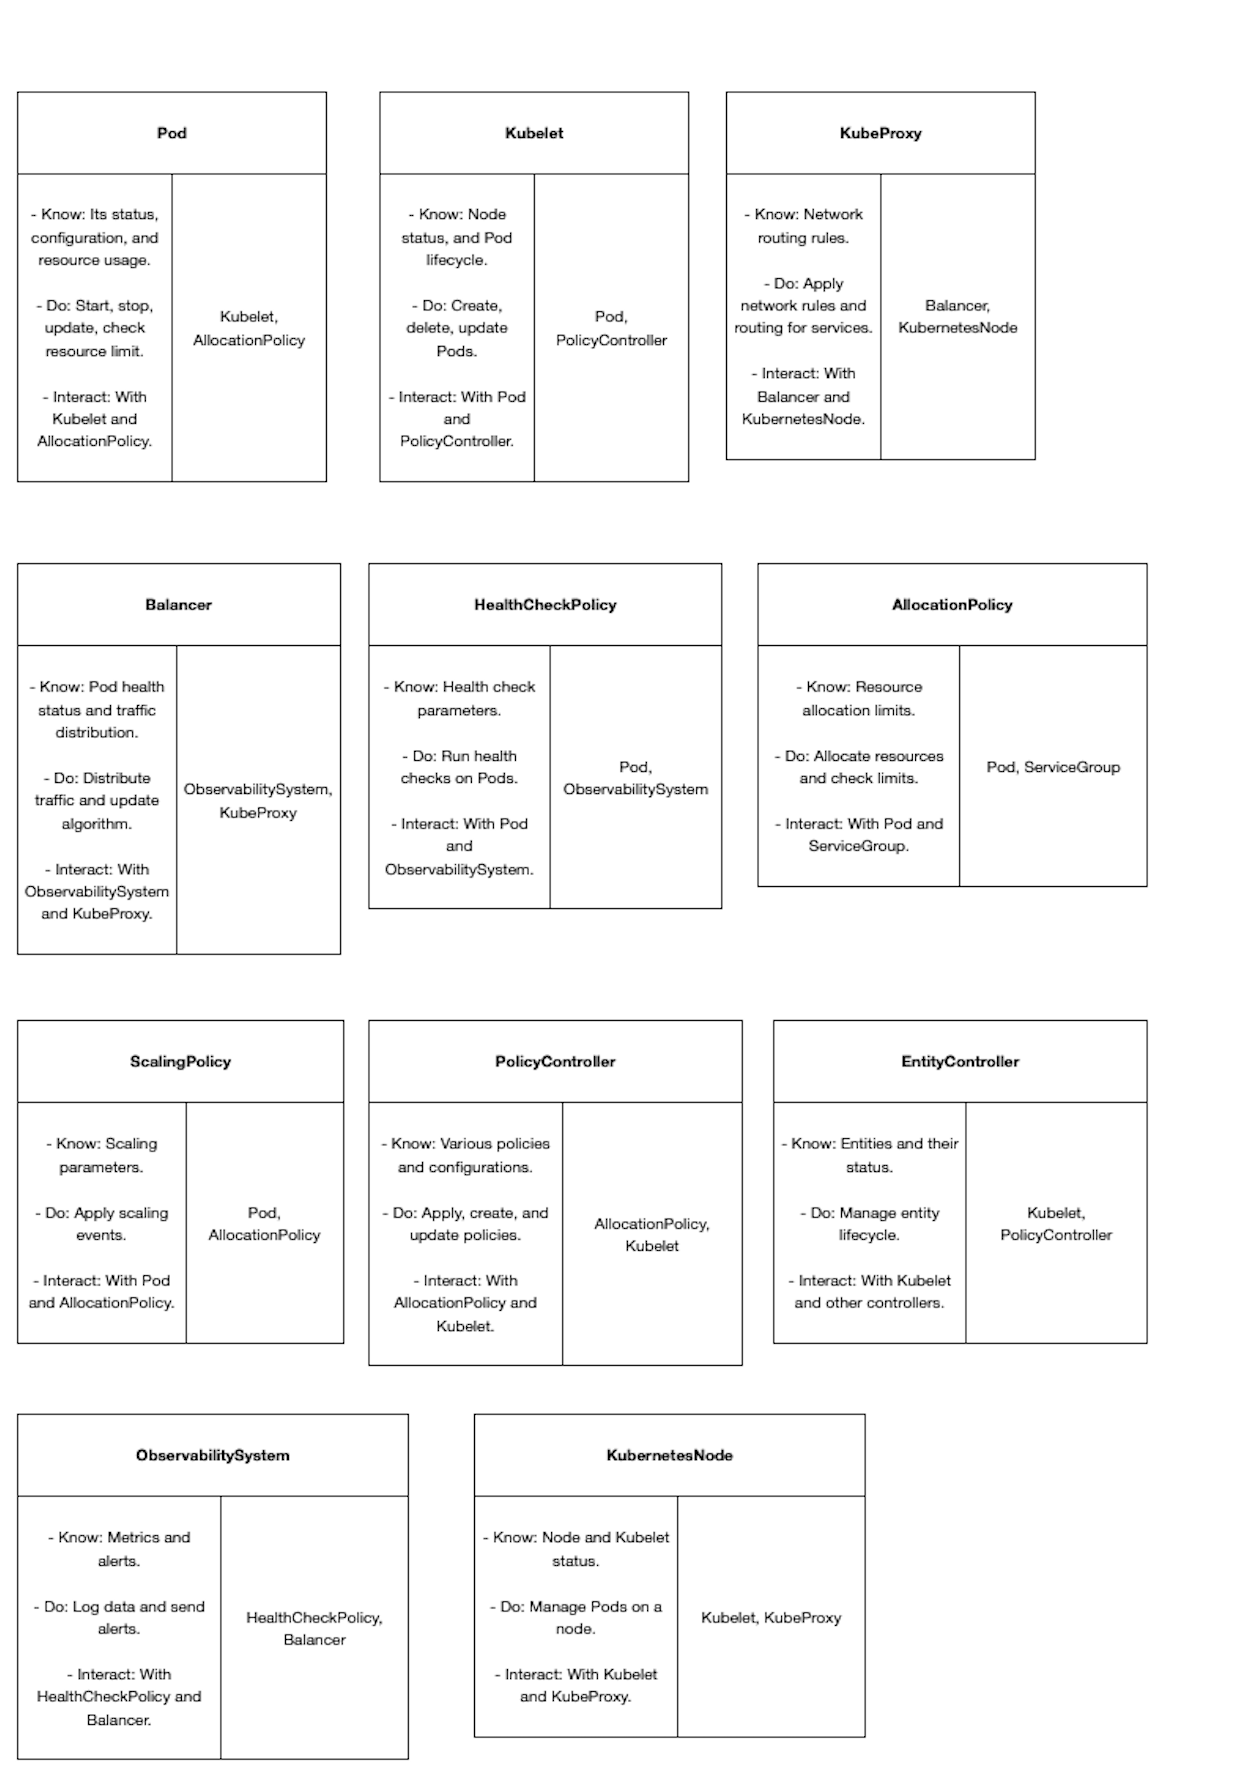 Pod
- Know: Its status,
configuration, and
resource usage.
- Do: Start, stop,
update, check
resource limit.
- Interact: With
Kubelet and
AllocationPolicy.
Kubelet,
AllocationPolicy
Kubelet
- Know: Node
status, and Pod
lifecycle.
- Do: Create,
delete, update
Pods.
- Interact: With Pod
and
PolicyController.
Pod,
PolicyController
KubeProxy
- Know: Network
routing rules.
- Do: Apply
network rules and
routing for services.
- Interact: With
Balancer and
KubernetesNode.
Balancer,
KubernetesNode
Balancer
- Know: Pod health
status and traffic
distribution.
- Do: Distribute
traffic and update
algorithm.
- Interact: With
ObservabilitySystem
and KubeProxy.
ObservabilitySystem,
KubeProxy
HealthCheckPolicy
- Know: Health check
parameters.
- Do: Run health
checks on Pods.
- Interact: With Pod
and
ObservabilitySystem.
Pod,
ObservabilitySystem
AllocationPolicy
- Know: Resource
allocation limits.
- Do: Allocate resources
and check limits.
- Interact: With Pod and
ServiceGroup.
Pod, ServiceGroup
ScalingPolicy
- Know: Scaling
parameters.
- Do: Apply scaling
events.
- Interact: With Pod
and AllocationPolicy.
Pod,
AllocationPolicy
PolicyController
- Know: Various policies
and configurations.
- Do: Apply, create, and
update policies.
- Interact: With
AllocationPolicy and
Kubelet.
AllocationPolicy,
Kubelet
EntityController
- Know: Entities and their
status.
- Do: Manage entity
lifecycle.
- Interact: With Kubelet
and other controllers.
Kubelet,
PolicyController
ObservabilitySystem
- Know: Metrics and
alerts.
- Do: Log data and send
alerts.
- Interact: With
HealthCheckPolicy and
Balancer.
HealthCheckPolicy,
Balancer
KubernetesNode
- Know: Node and Kubelet
status.
- Do: Manage Pods on a
node.
- Interact: With Kubelet
and KubeProxy.
Kubelet, KubeProxy